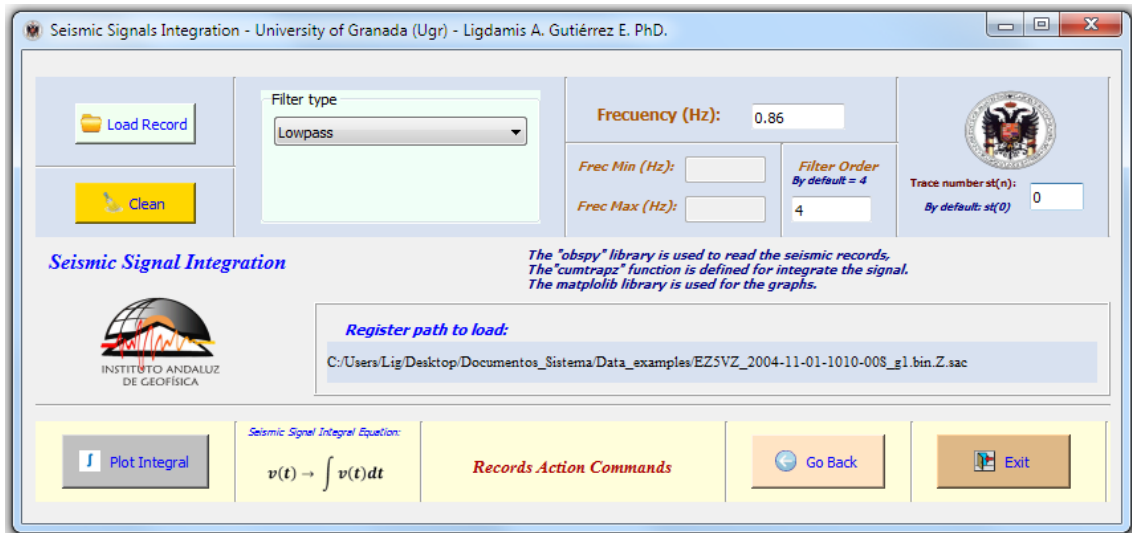 Seismic Signals Integration - University of Granada (Ugr) - Ligdamis A. Gutiérrez E. PhD.
Load Record
Clean
Filter type
Lowpass
Frecuency (Hz):
0.86
Frec Min (Hz):
Frec Max (Hz):
Filter Order
By default = 4
4
Trace number st(n):
By default: st(0)
0
Seismic Signal Integration
The "obspy" library is used to read the seismic records,
The"cumtrapz" function is defined for integrate the signal.
The matplolib library is used for the graphs.
INSTITUTO ANDALUZ
DE GEOFÍSICA
Register path to load:
C:/Users/Lig/Desktop/Documentos_Sistema/Data_examples/EZ5VZ_2004-11-01-1010-00S_g1.bin.Z.sac
∫ Plot Integral
Seismic Signal Integral Equation:
v(t) → ∫ v(t)dt
Records Action Commands
Go Back
Exit